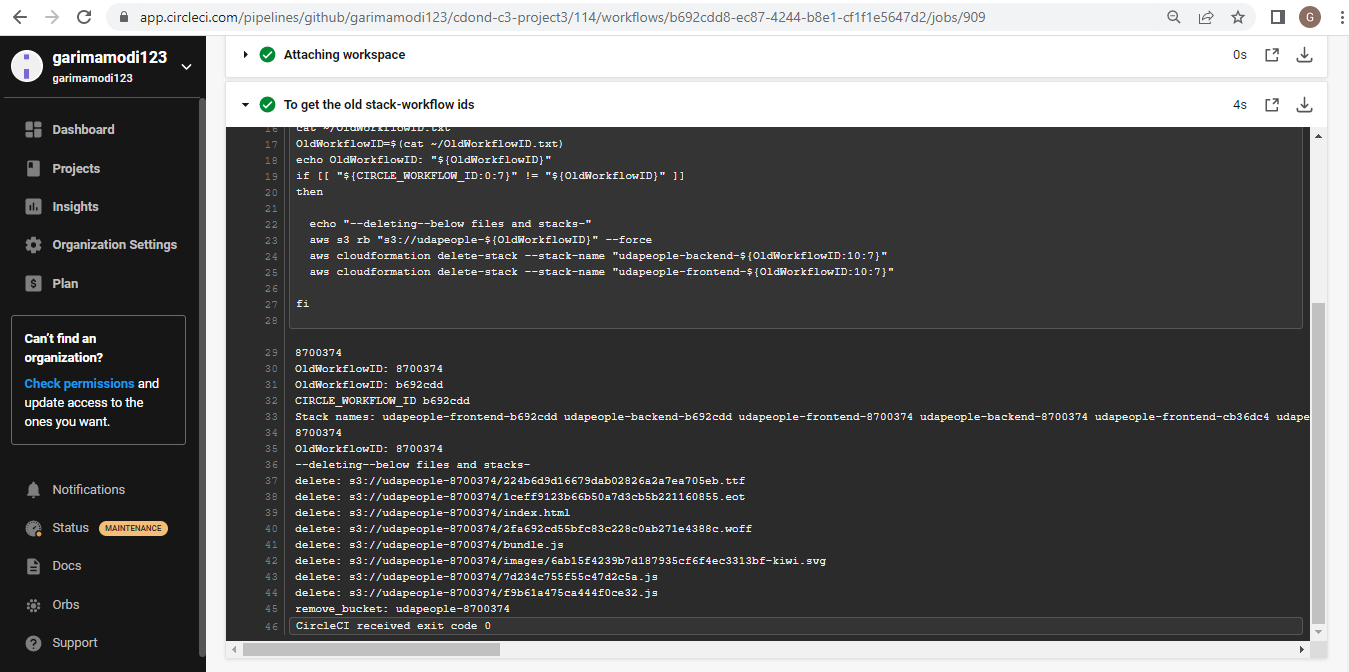 app.circleci.com/pipelines/github/garimamodi123/cdond-c3-project3/114/workflows/b692cdd8-ec87-4244-b8e1-cf1f1e5647d2/jobs/909
G
garimamodi123
garimamodi123
Dashboard
Projects
Insights
Organization Settings
$ Plan
Can't find an
organization?
Check permissions and
update access to the
ones you want.
Notifications
Status MAINTENANCE
Docs
Orbs
? Support
Attaching workspace 0s
To get the old stack-workflow ids 4s
16 cat ~/OldWorkflowID.txt
17 OldWorkflowID=$(cat ~/OldWorkflowID.txt)
18 echo OldWorkflowID: "${OldWorkflowID}"
19 if [[ "${CIRCLE_WORKFLOW_ID:0:7}" != "${OldWorkflowID}" ]]
20 then
21
22 echo "--deleting--below files and stacks-"
23 aws s3 rb "s3://udapeople-${OldWorkflowID}" --force
24 aws cloudformation delete-stack --stack-name "udapeople-backend-${OldWorkflowID:10:7}"
25 aws cloudformation delete-stack --stack-name "udapeople-frontend-${OldWorkflowID:10:7}"
26
27 fi
28
29 8700374
30 OldWorkflowID: 8700374
31 OldWorkflowID: b692cdd
32 CIRCLE_WORKFLOW_ID b692cdd
33 Stack names: udapeople-frontend-b692cdd udapeople-backend-b692cdd udapeople-frontend-8700374 udapeople-backend-8700374 udapeople-frontend-cb36dc4 udape
34 8700374
35 OldWorkflowID: 8700374
36 --deleting--below files and stacks-
37 delete: s3://udapeople-8700374/224b6d9d16679dab02826a2a7ea705eb.ttf
38 delete: s3://udapeople-8700374/1ceff9123b66b50a7d3cb5b221160855.eot
39 delete: s3://udapeople-8700374/index.html
40 delete: s3://udapeople-8700374/2fa692cd55bfc83c228c0ab271e4388c.woff
41 delete: s3://udapeople-8700374/bundle.js
42 delete: s3://udapeople-8700374/images/6ab15f4239b7d187935cf6f4ec3313bf-kiwi.svg
43 delete: s3://udapeople-8700374/7d234c755f55c47d2c5a.js
44 delete: s3://udapeople-8700374/f9b61a475ca444f0ce32.js
45 remove_bucket: udapeople-8700374
46 CircleCI received exit code 0